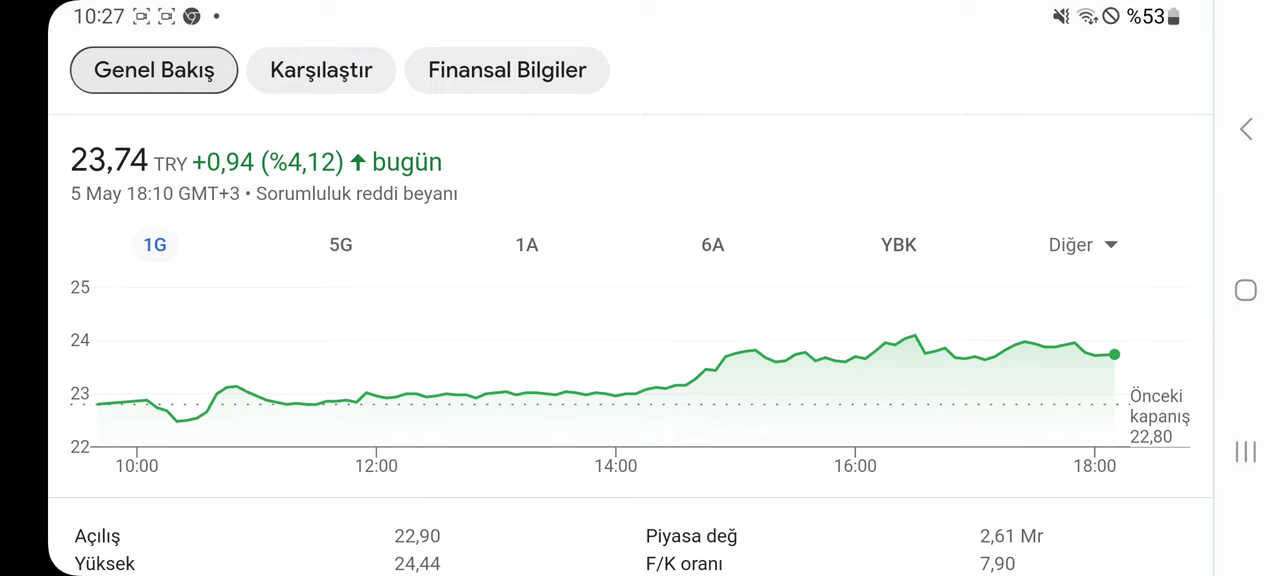 10:27 %53
Genel Bakış Karşılaştır Finansal Bilgiler
23,74 TRY +0,94 (%4,12) ↑ bugün
5 May 18:10 GMT+3 • Sorumluluk reddi beyanı
1G 5G 1A 6A YBK Diğer
25
24
23
22
Önceki
kapanış
22,80
10:00 12:00 14:00 16:00 18:00
Açılış 22,90 Piyasa değ 2,61 Mr
Yüksek 24,44 F/K oranı 7,90